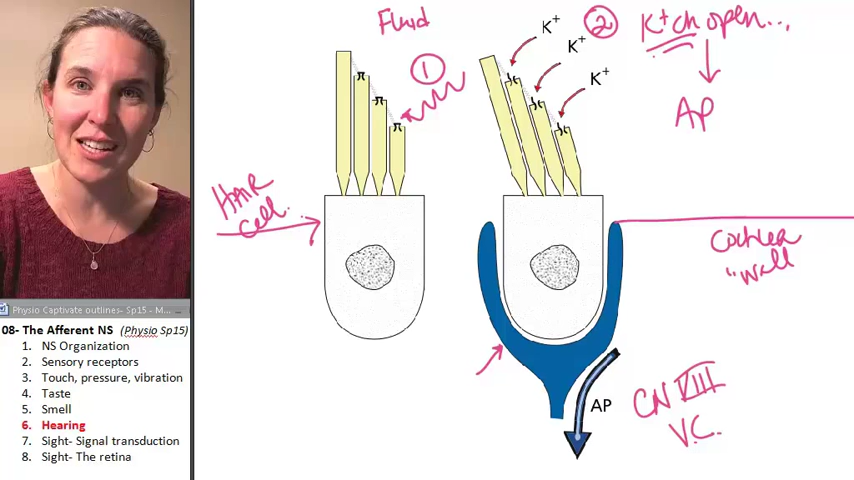 Fluid
1
HAIR
cell.
K+
K+
K+
2
K+ ch open...
AP
Cochlea
"wall
AP
CN VIII
V.C.
Physio Captivate outlines- Sp15 - M...
08- The Afferent NS (Physio Sp15)
1. NS Organization
2. Sensory receptors
3. Touch, pressure, vibration
4. Taste
5. Smell
6. Hearing
7. Sight- Signal transduction
8. Sight- The retina